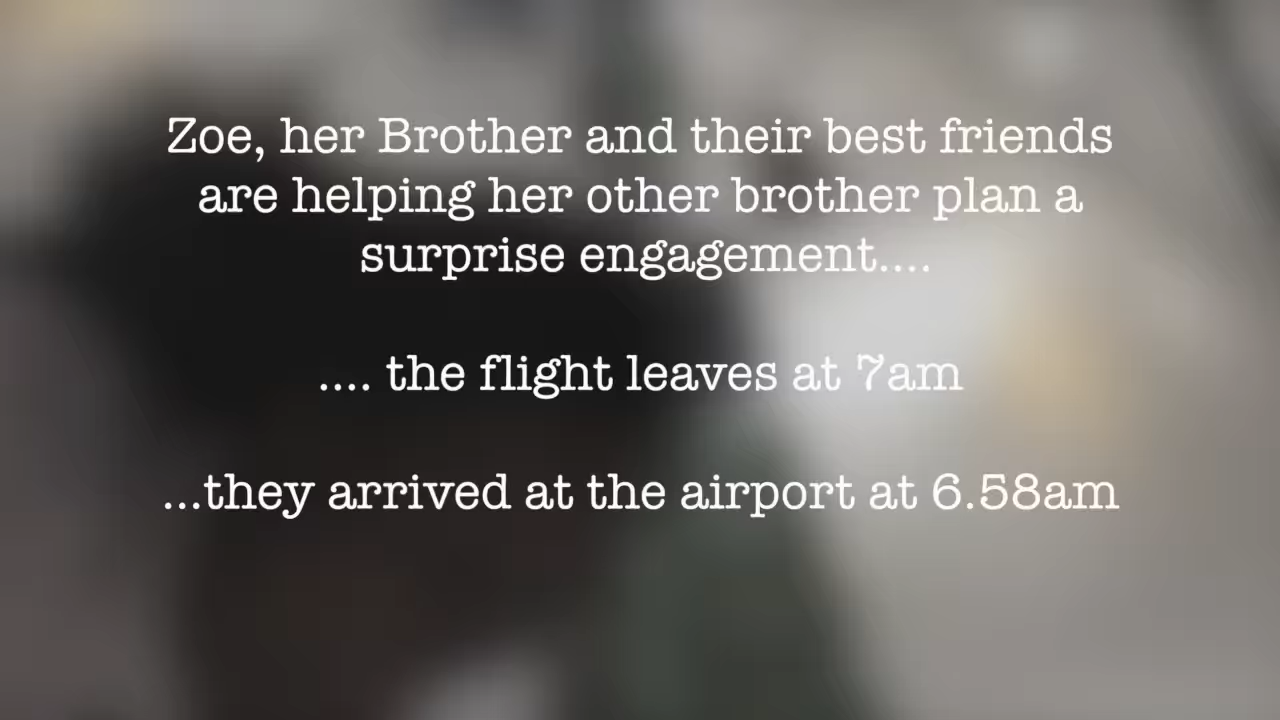 Zoe, her Brother and their best friends
are helping her other brother plan a
surprise engagement....
.... the flight leaves at 7am
...they arrived at the airport at 6.58am